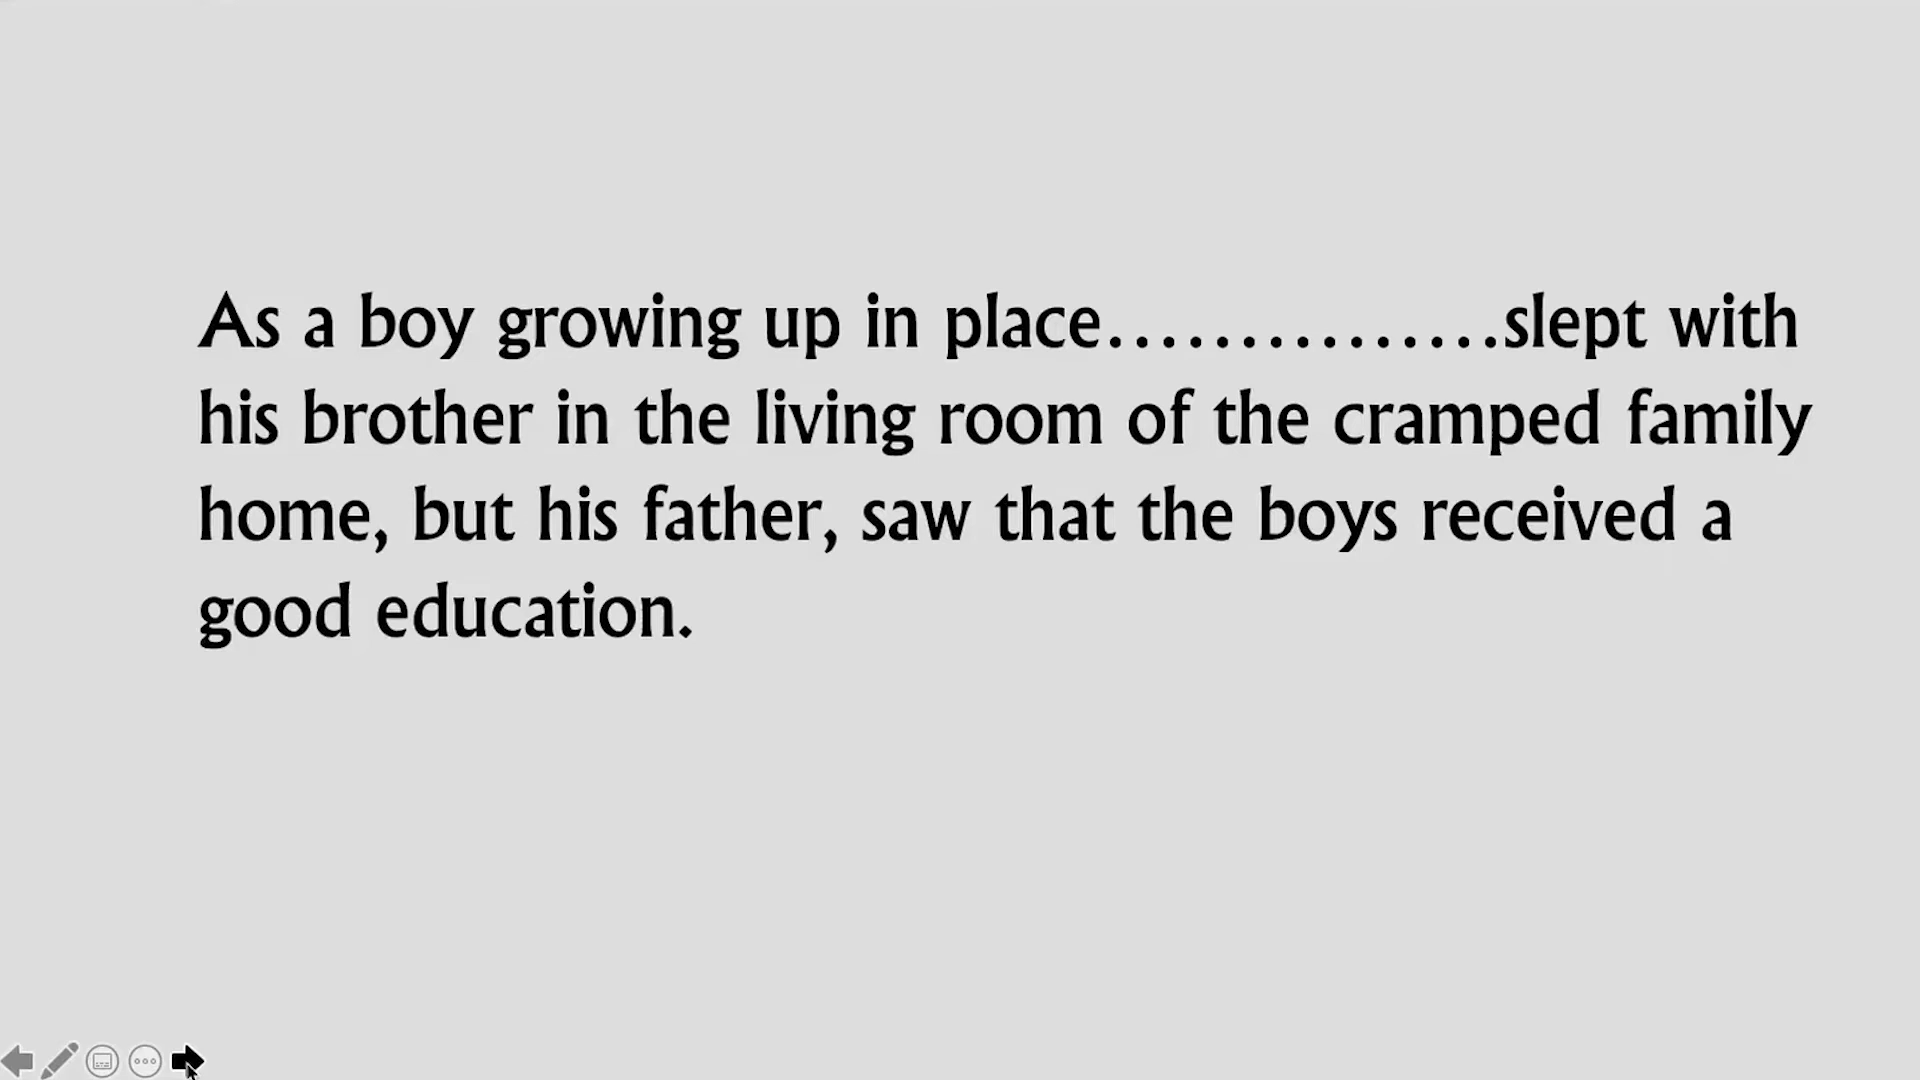 As a boy growing up in place...............slept with
his brother in the living room of the cramped family
home, but his father, saw that the boys received a
good education.